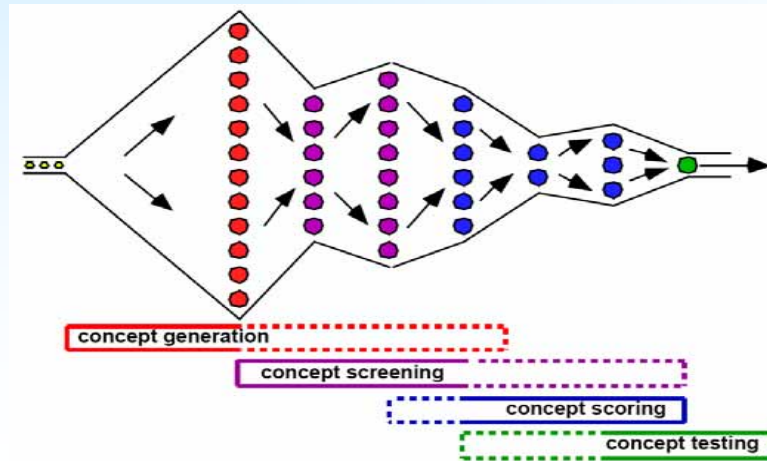 concept generation
concept screening
concept scoring
concept testing